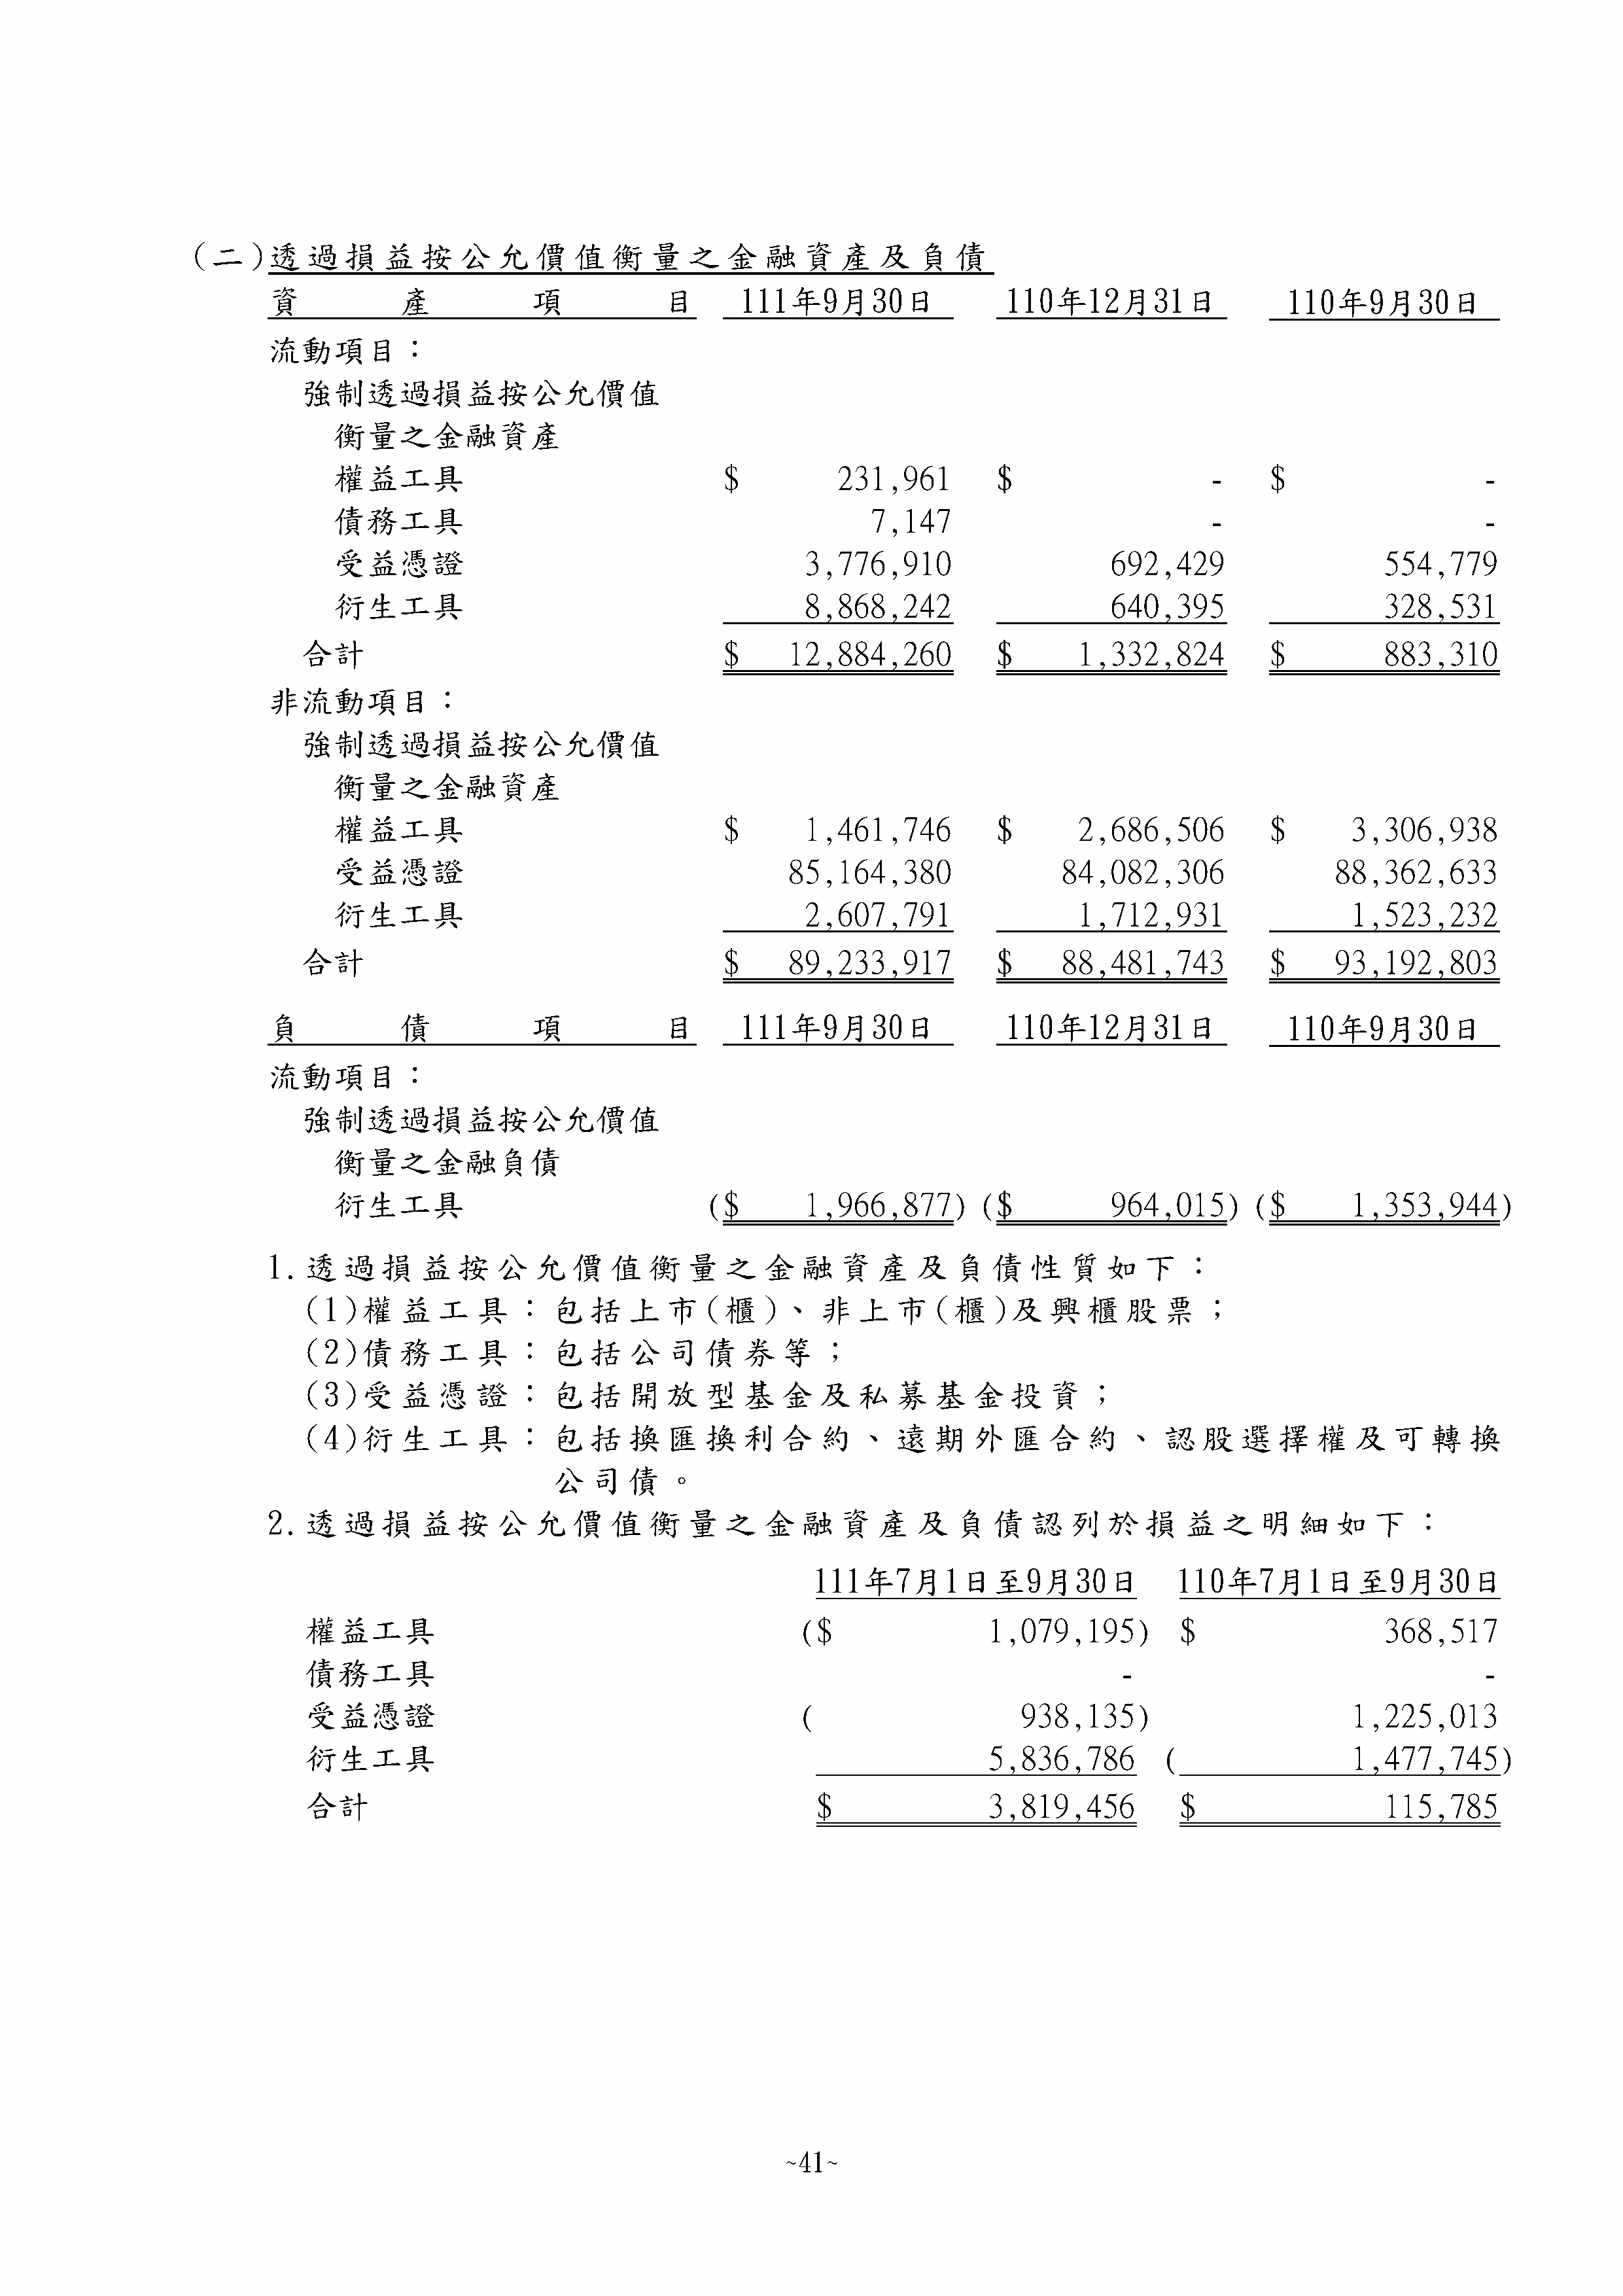 (二)透過損益按公允價值衡量之金融資產及負債
資產項目 111年9月30日 110年12月31日 110年9月30日
流動項目：
強制透過損益按公允價值
衡量之金融資產
權益工具 $ 231,961 $ - $ -
債務工具 7,147 - -
受益憑證 3,776,910 692,429 554,779
衍生工具 8,868,242 640,395 328,531
合計 $ 12,884,260 $ 1,332,824 $ 883,310
非流動項目：
強制透過損益按公允價值
衡量之金融資產
權益工具 $ 1,461,746 $ 2,686,506 $ 3,306,938
受益憑證 85,164,380 84,082,306 88,362,633
衍生工具 2,607,791 1,712,931 1,523,232
合計 $ 89,233,917 $ 88,481,743 $ 93,192,803
負債項目 111年9月30日 110年12月31日 110年9月30日
流動項目：
強制透過損益按公允價值
衡量之金融負債
衍生工具 ($ 1,966,877) ($ 964,015) ($ 1,353,944)
1.透過損益按公允價值衡量之金融資產及負債性質如下：
(1)權益工具：包括上市(櫃)、非上市(櫃)及興櫃股票；
(2)債務工具：包括公司債券等；
(3)受益憑證：包括開放型基金及私募基金投資；
(4)衍生工具：包括換匯換利合約、遠期外匯合約、認股選擇權及可轉換
公司債。
2.透過損益按公允價值衡量之金融資產及負債認列於損益之明細如下：
111年7月1日至9月30日 110年7月1日至9月30日
權益工具 ($ 1,079,195) $ 368,517
債務工具 - -
受益憑證 ( 938,135) 1,225,013
衍生工具 5,836,786 ( 1,477,745)
合計 $ 3,819,456 $ 115,785
~41~